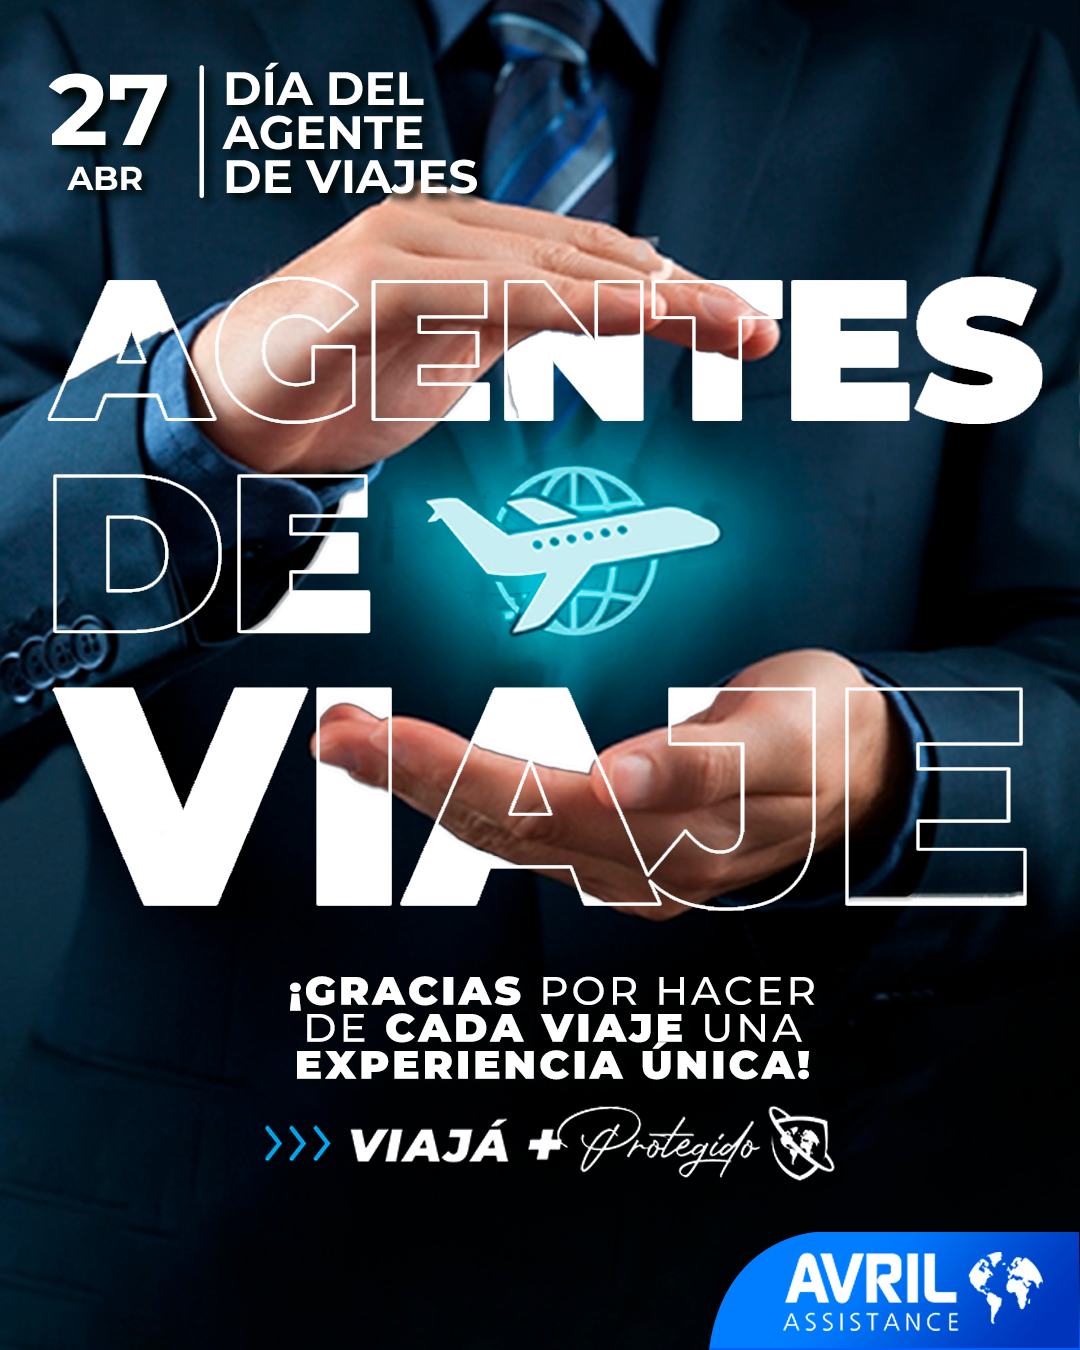 27
ABR
DÍA DEL
AGENTE
DE VIAJES
AGENTES
DE
VIAJE
¡GRACIAS POR HACER
DE CADA VIAJE UNA
EXPERIENCIA ÚNICA!
>>> VIAJÁ + Protegido
AVRIL
ASSISTANCE